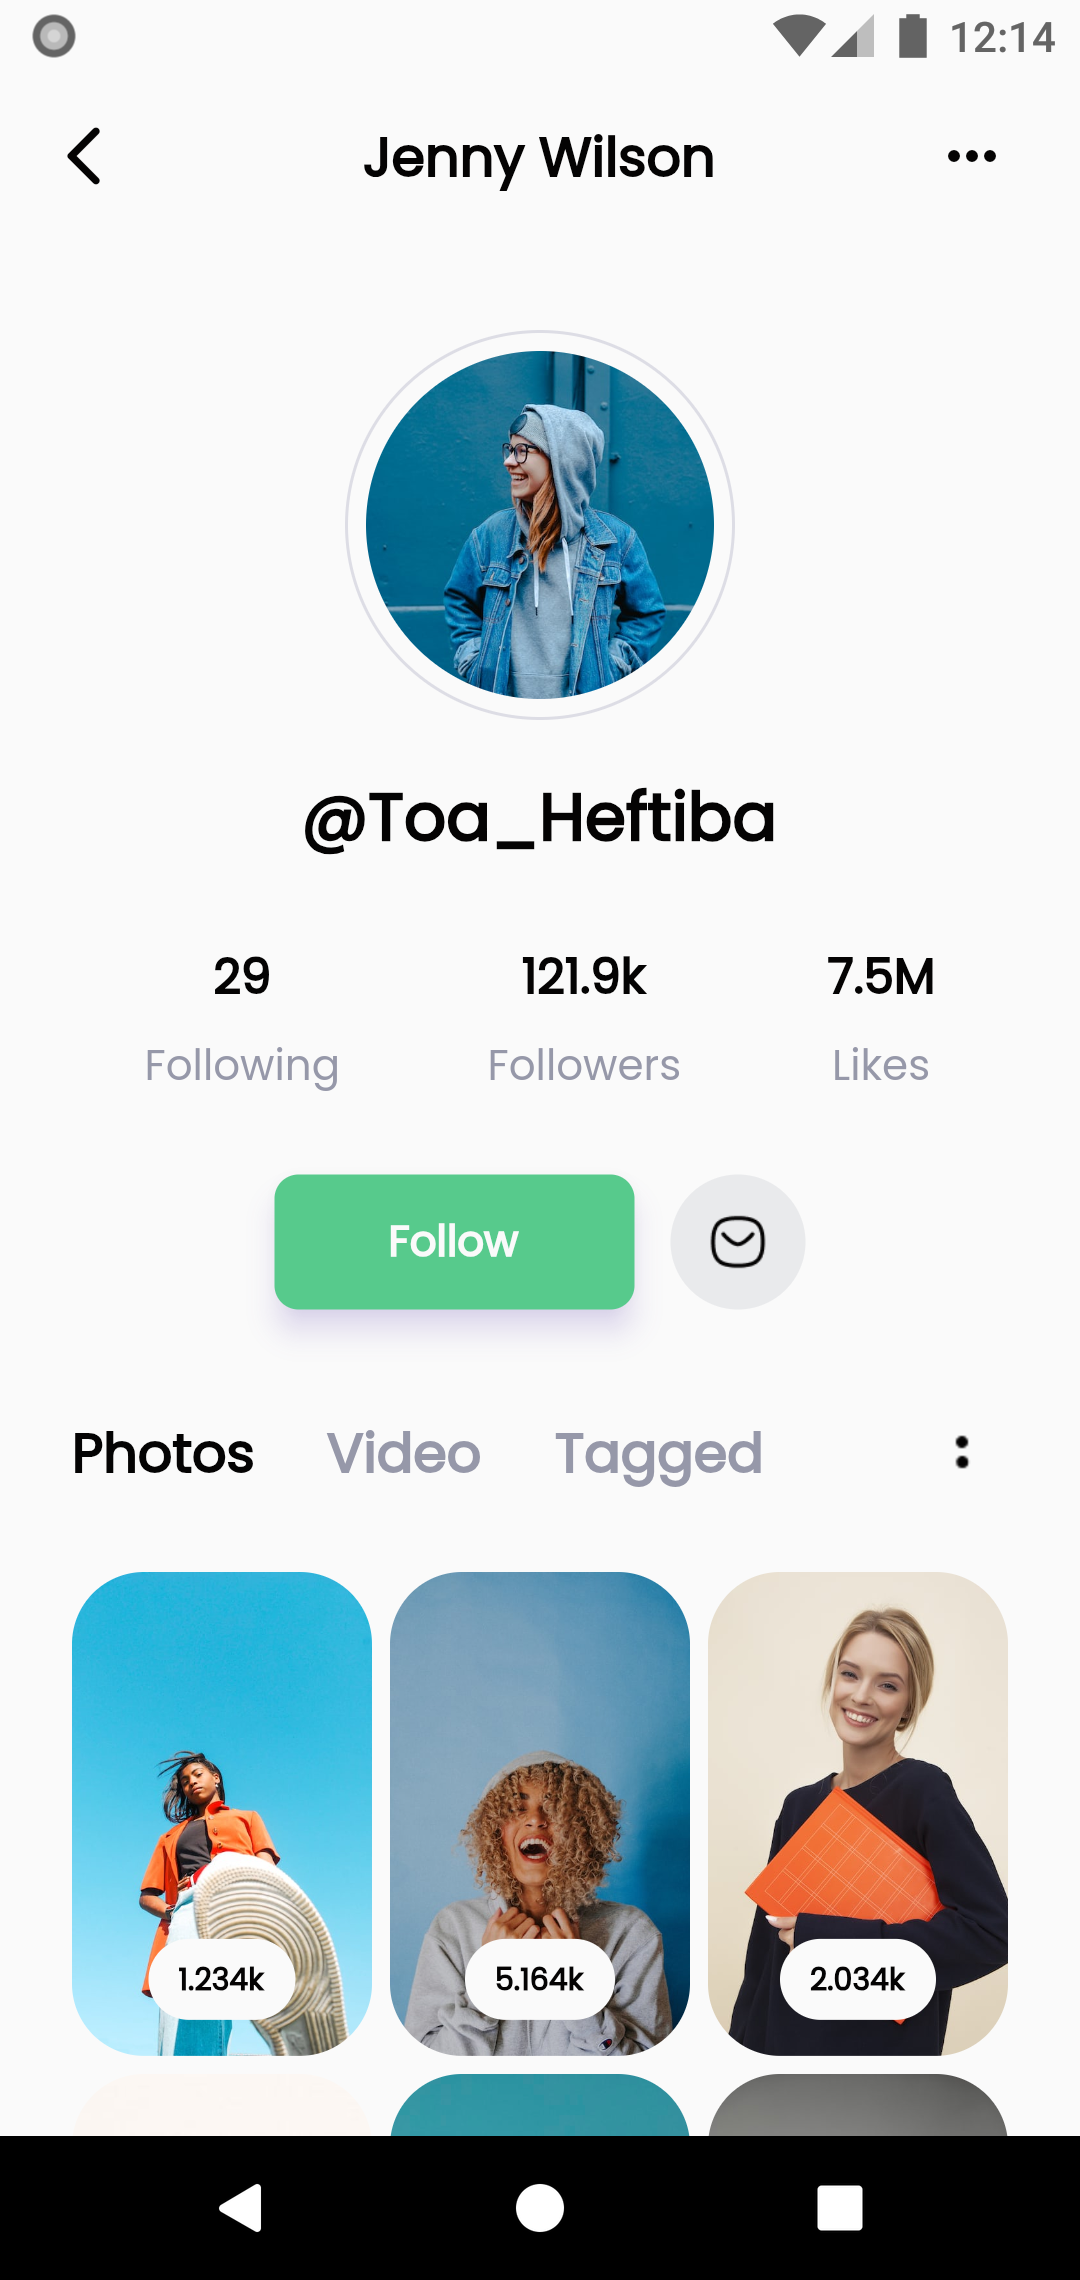 12:14
Jenny Wilson
@Toa_Heftiba
29 121.9k 7.5M
Following Followers Likes
Follow
Photos Video Tagged
1.234k 5.164k 2.034k